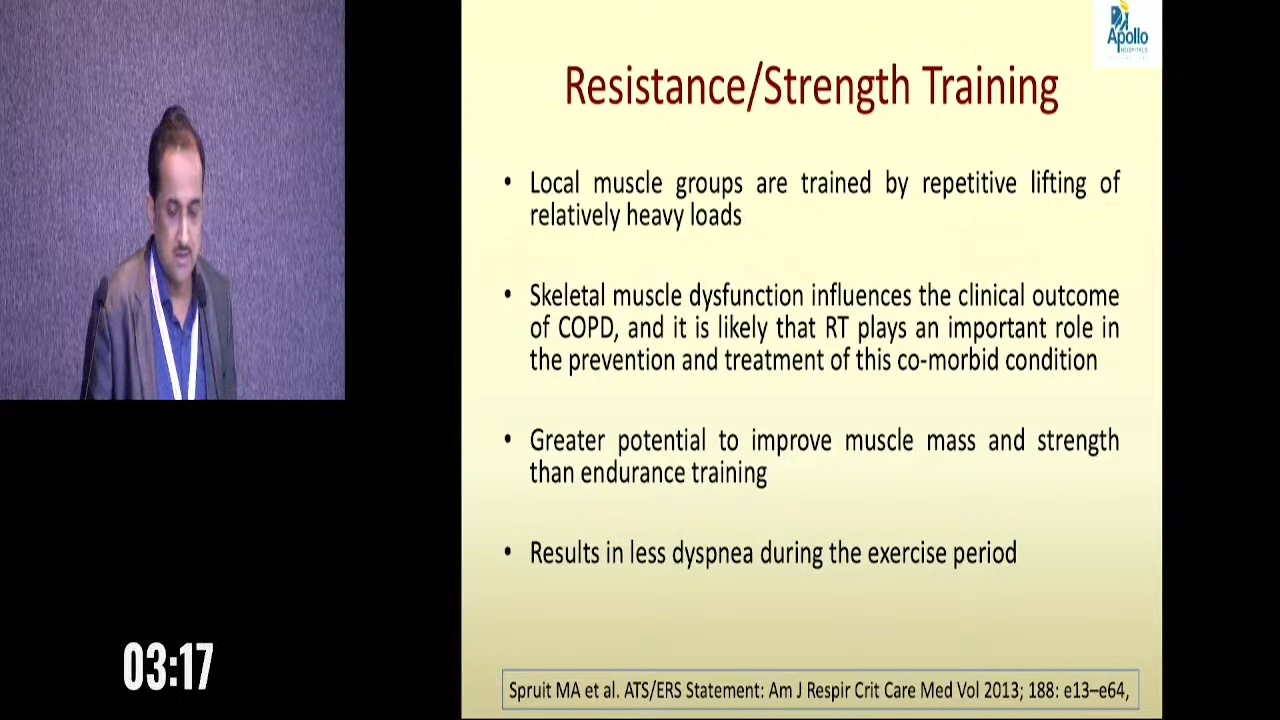 Apollo
HOSPITALS
Resistance/Strength Training
• Local muscle groups are trained by repetitive lifting of
relatively heavy loads
• Skeletal muscle dysfunction influences the clinical outcome
of COPD, and it is likely that RT plays an important role in
the prevention and treatment of this co-morbid condition
• Greater potential to improve muscle mass and strength
than endurance training
• Results in less dyspnea during the exercise period
03:17
Spruit MA et al. ATS/ERS Statement: Am J Respir Crit Care Med Vol 2013; 188: e13–e64,